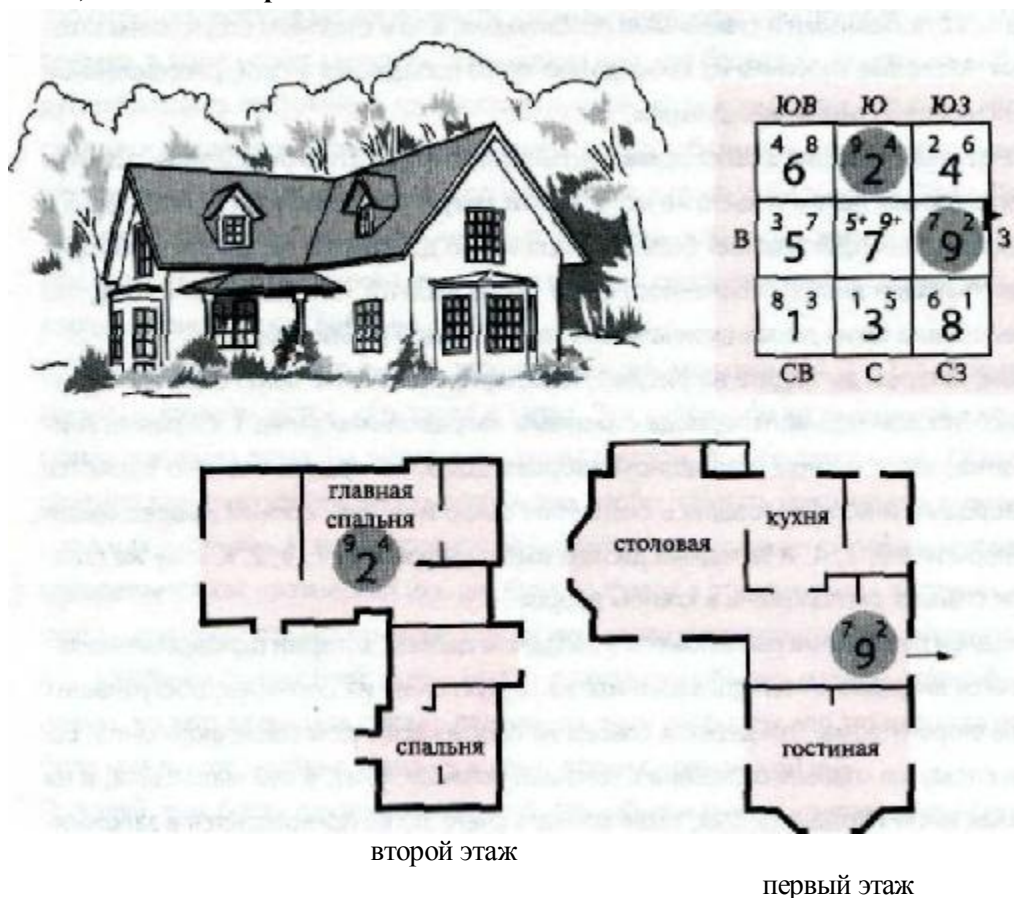 ЮВ Ю ЮЗ
4 8 9 4 2 6
6 2 4
3 7 5+ 9+ 7 2
В 5 7 9 З
8 3 1 5 6 1
1 3 8
СВ С СЗ
главная
спальня
9 4
2
спальня
1
столовая
кухня
7 2
9
гостиная
второй этаж
первый этаж